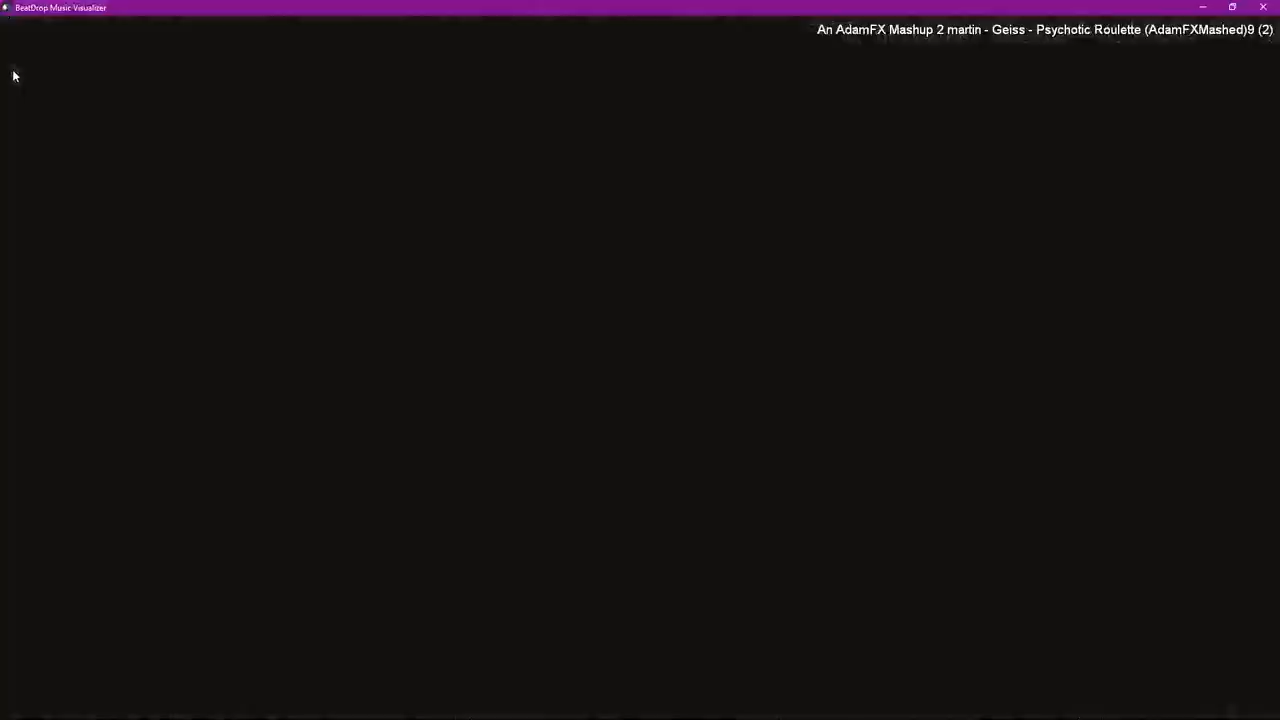 BeatDrop Music Visualizer
An AdamFX Mashup 2 martin - Geiss - Psychotic Roulette (AdamFXMashed)9 (2)